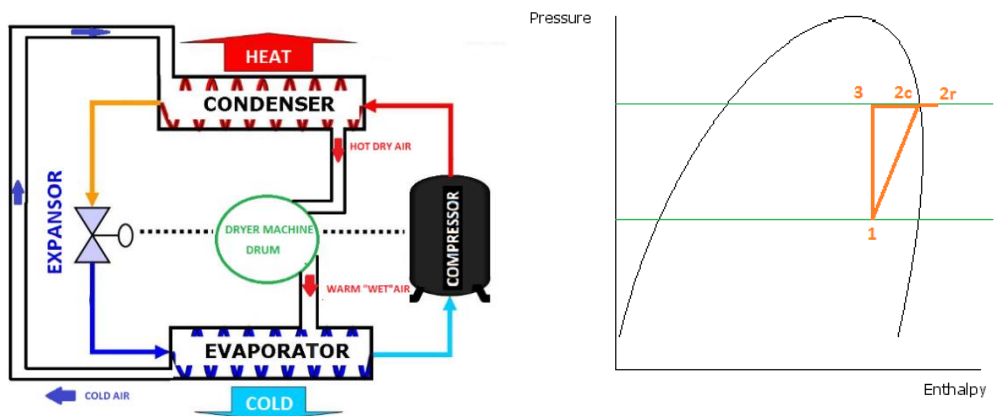 HEAT
CONDENSER
HOT DRY AIR
EXPANSOR
DRYER MACHINE
DRUM
COMPRESSOR
WARM "WET"AIR
EVAPORATOR
COLD AIR
COLD
Pressure
3 2c 2r
1
Enthalpy